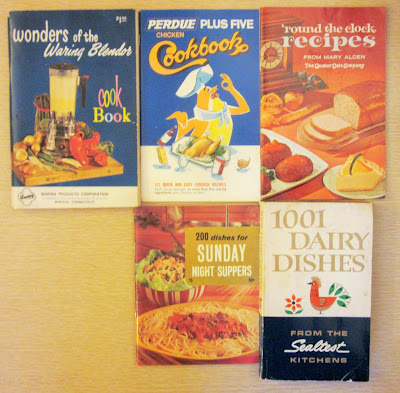 $1.00
wonders of the
Waring Blendor
cook
Book
Waring
WARING PRODUCTS CORPORATION
PERDUE PLUS FIVE
CHICKEN
Cookbook
'round the clock
recipes
FROM MARY ALDEN
The Quaker Oats Company
200 dishes for
SUNDAY
NIGHT SUPPERS
1001
DAIRY
DISHES
FROM THE
Sealtest
KITCHENS